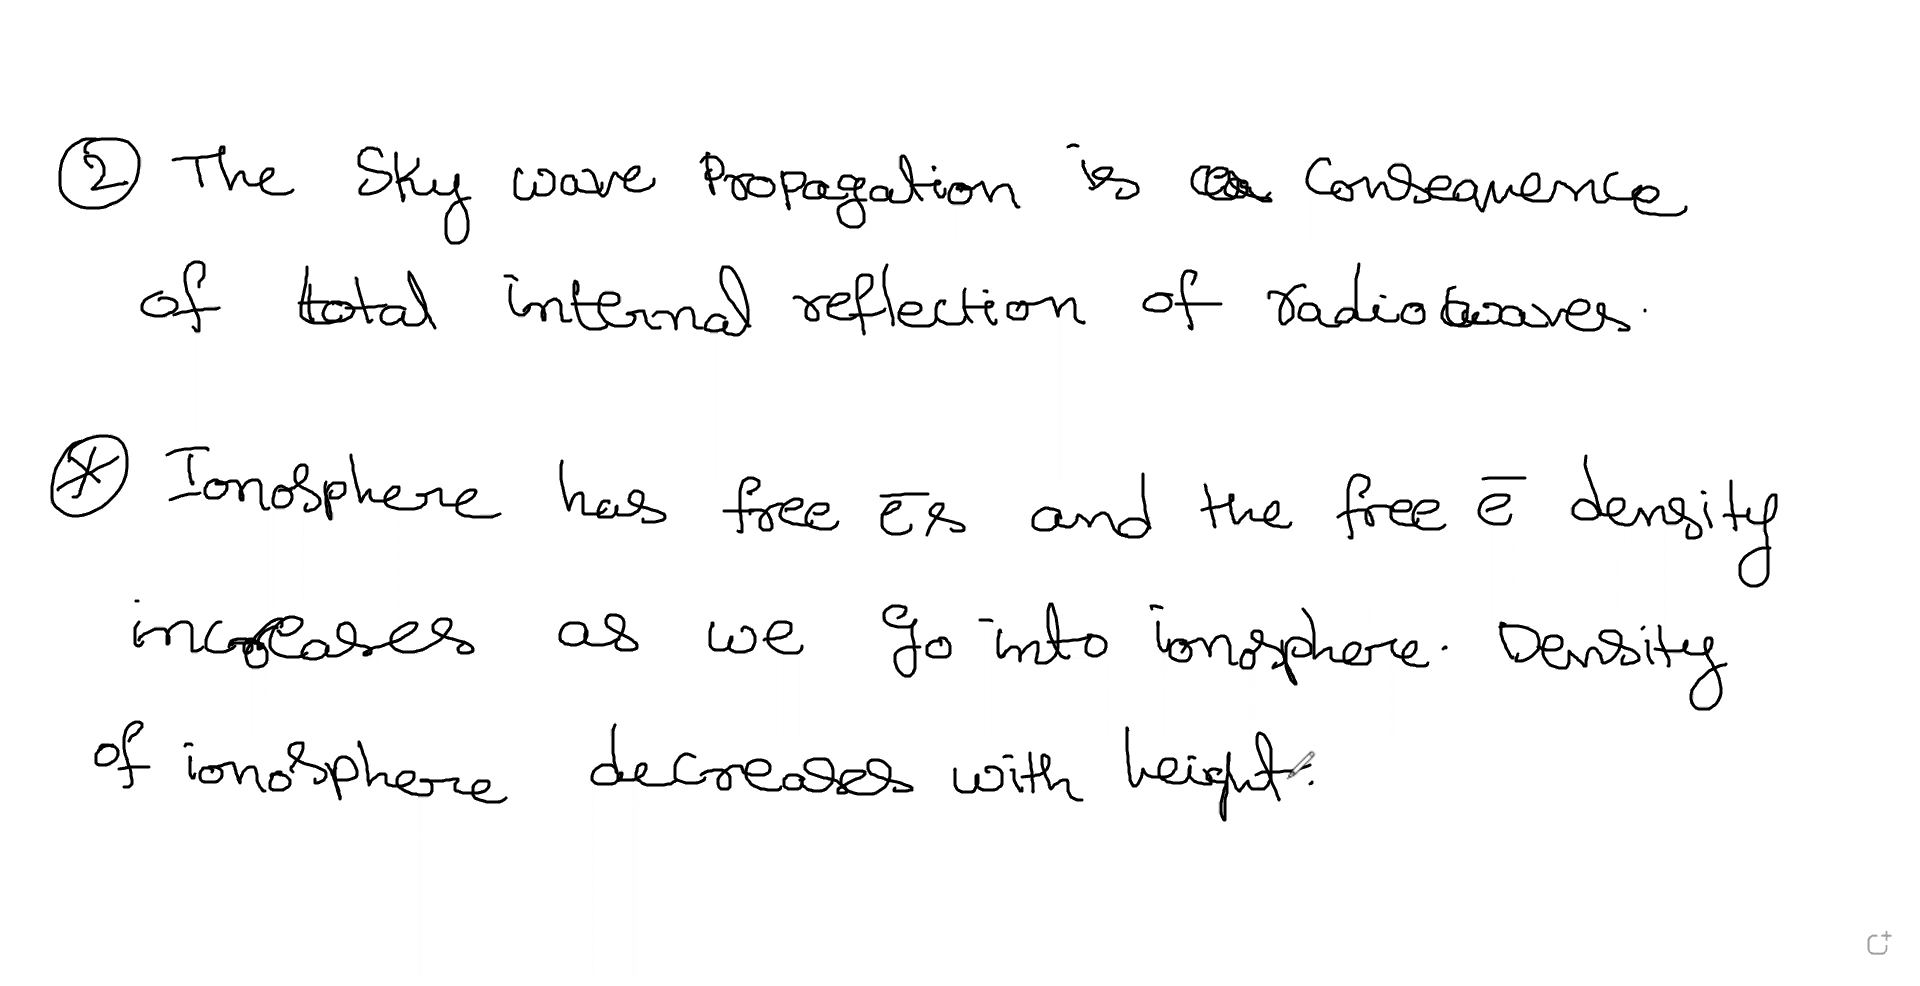 ② The Sky wave Propagation is a Consequence
of total internal reflection of radiowaves.
⊛ Ionosphere has free e̅s and the free e̅ density
increases as we go into ionosphere. Density
of ionosphere decreases with height.